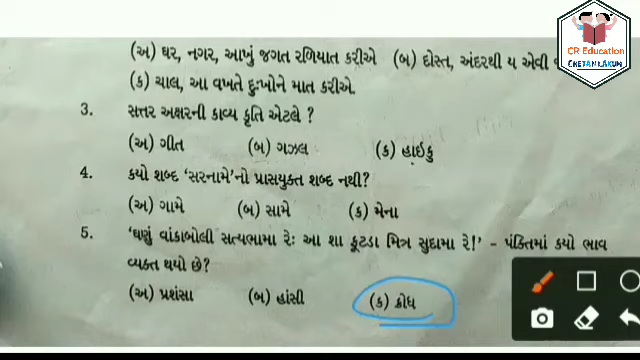 CR Education
CHETAN LAKUM
(અ) ઘર, નગર, આખું જગત રળિયાત કરીએ (બ) દોસ્ત, અંદરથી ય એવી
(ક) ચાલ, આ વખતે દુઃખોને માત કરીએ.
3. સત્તર અક્ષરની કાવ્ય કૃતિ એટલે ?
(અ) ગીત (બ) ગઝલ (ક) હાઇકુ
4. કયો શબ્દ ‘સરનામે’નો પ્રાસયુક્ત શબ્દ નથી?
(અ) ગામે (બ) સામે (ક) મેના
5. ‘ઘણું વાંકાબોલી સત્યભામા રે: આ શા ફૂટડા મિત્ર સુદામા રે!’ - પંક્તિમાં કયો ભાવ
વ્યક્ત થયો છે?
(અ) પ્રશંસા (બ) હાંસી (ક) ક્રોધ